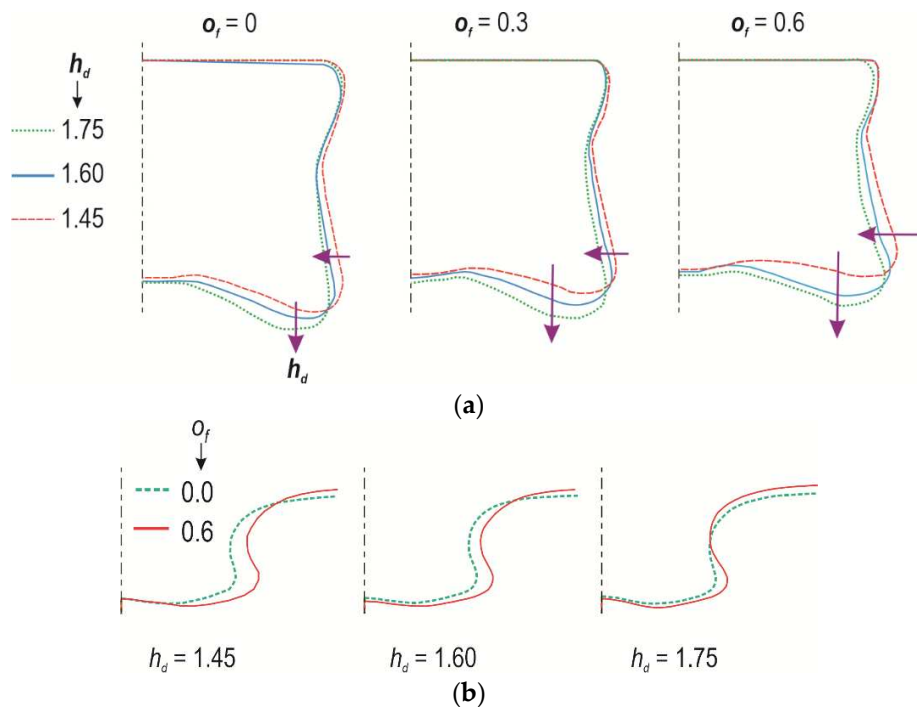 o_f = 0
o_f = 0.3
o_f = 0.6
h_d
1.75
1.60
1.45
h_d
(a)
o_f
0.0
0.6
h_d = 1.45
h_d = 1.60
h_d = 1.75
(b)